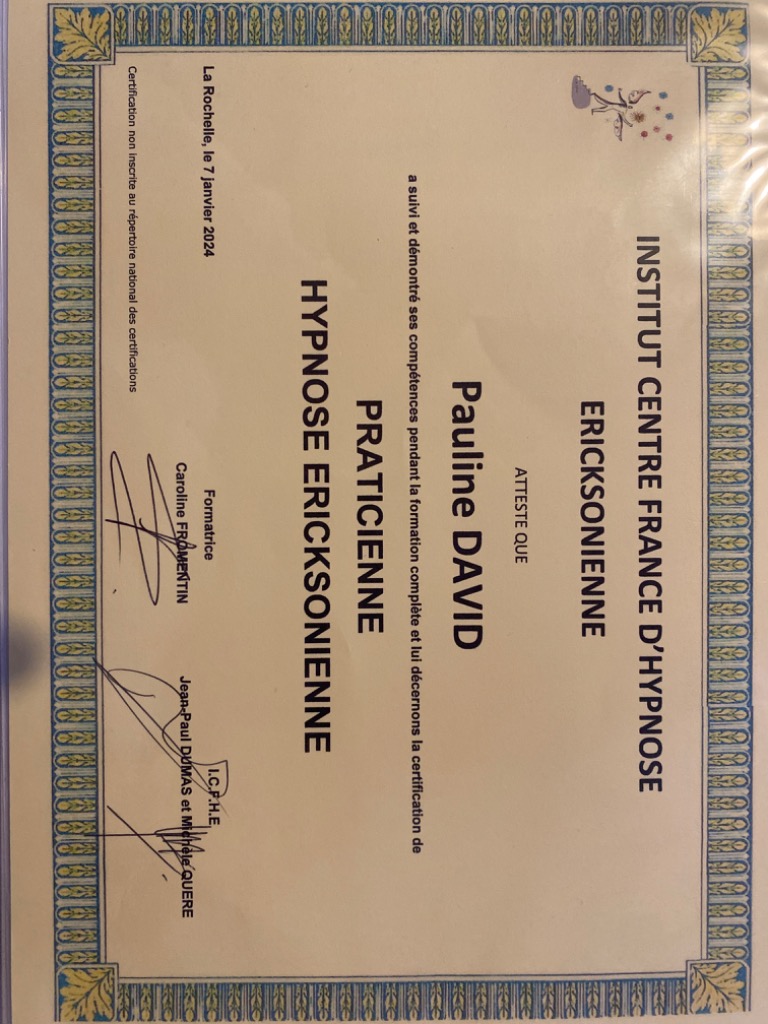 INSTITUT CENTRE FRANCE D'HYPNOSE
ERICKSONIENNE
ATTESTE QUE
Pauline DAVID
a suivi et démontré ses compétences pendant la formation complète et lui décernons la certification de
PRATICIENNE
HYPNOSE ERICKSONIENNE
La Rochelle, le 7 janvier 2024
Formatrice
I.C.F.H.E
Caroline FROMENTIN
Jean-Paul DUMAS et Michèle QUERE
Certification non inscrite au répertoire national des certifications